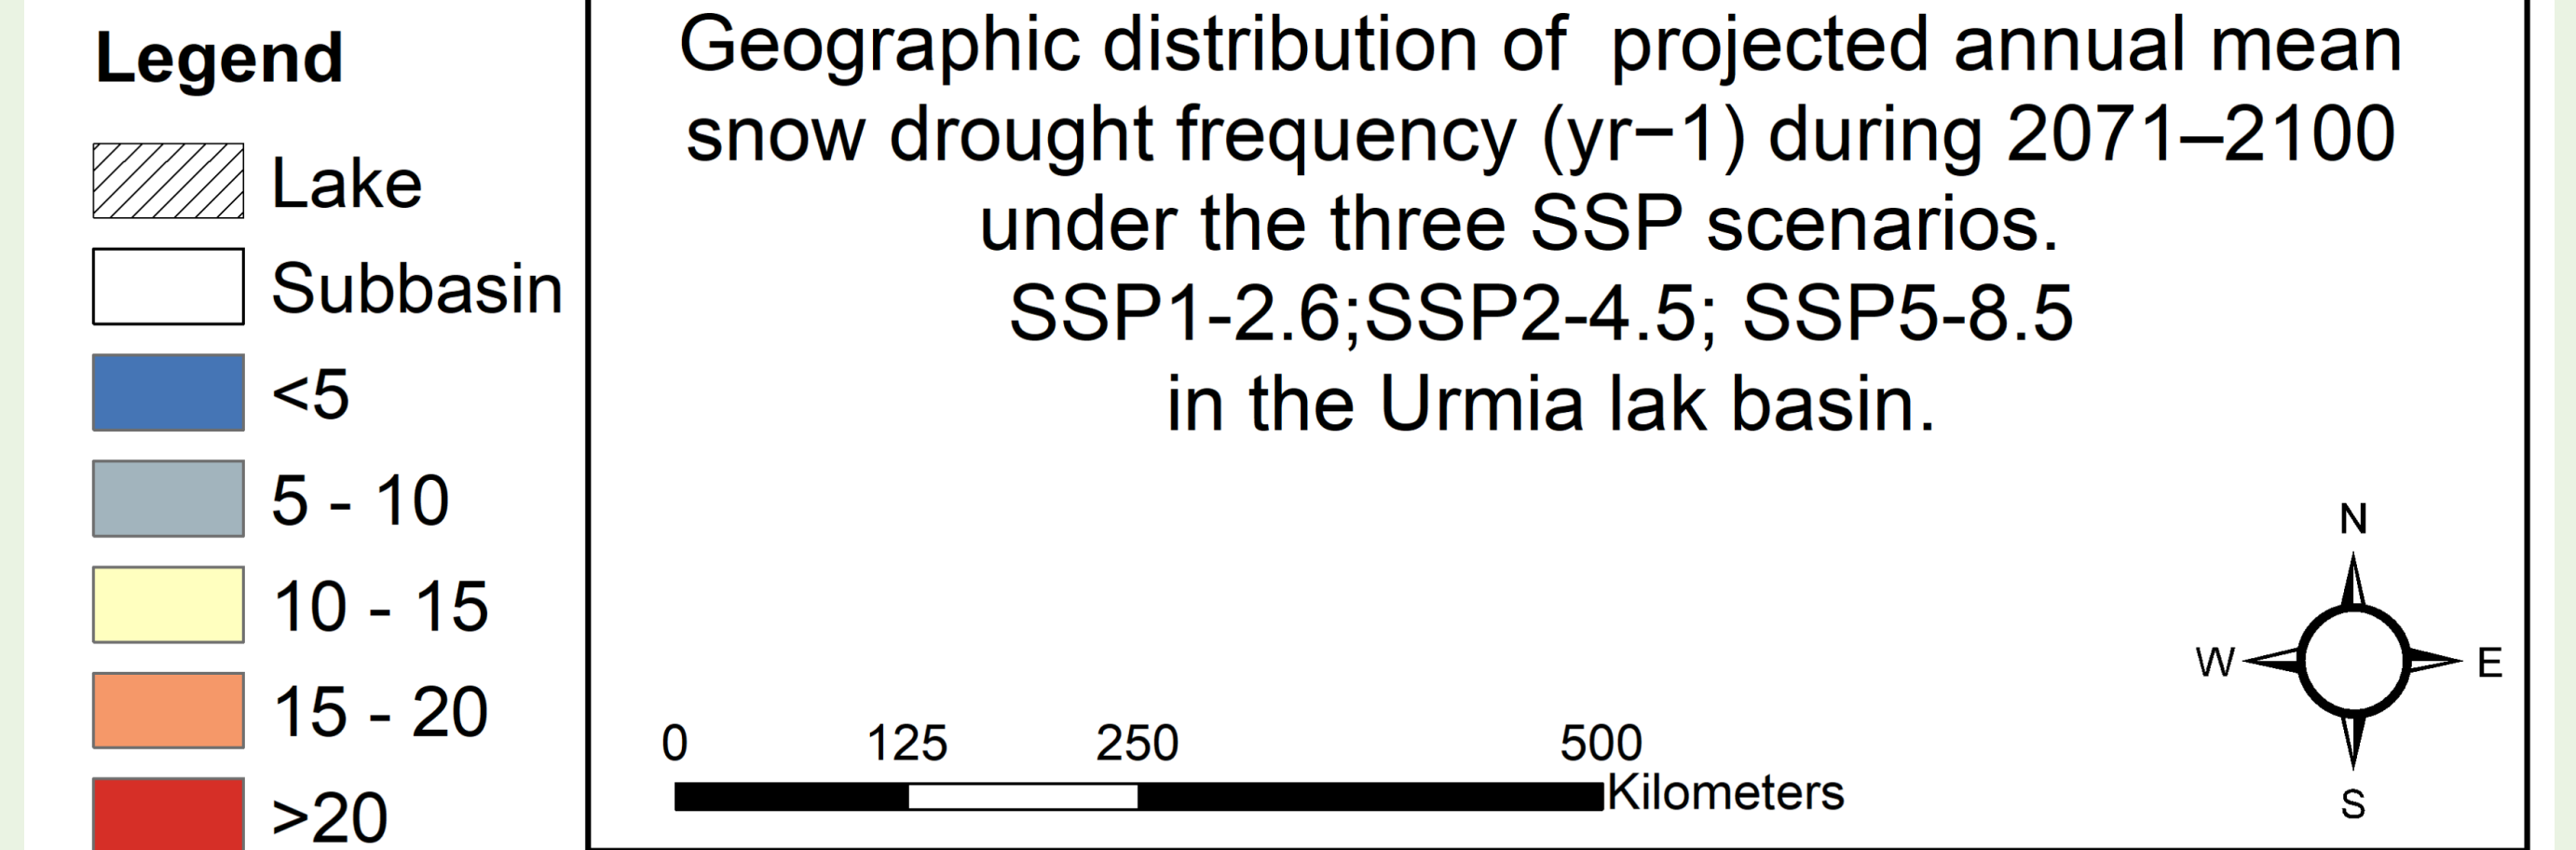 Legend
Lake
Subbasin
<5
5 - 10
10 - 15
15 - 20
>20
Geographic distribution of  projected annual mean
snow drought frequency (yr−1) during 2071–2100
under the three SSP scenarios.
SSP1-2.6;SSP2-4.5; SSP5-8.5
in the Urmia lak basin.
0 125 250 500
Kilometers
N
W E
S